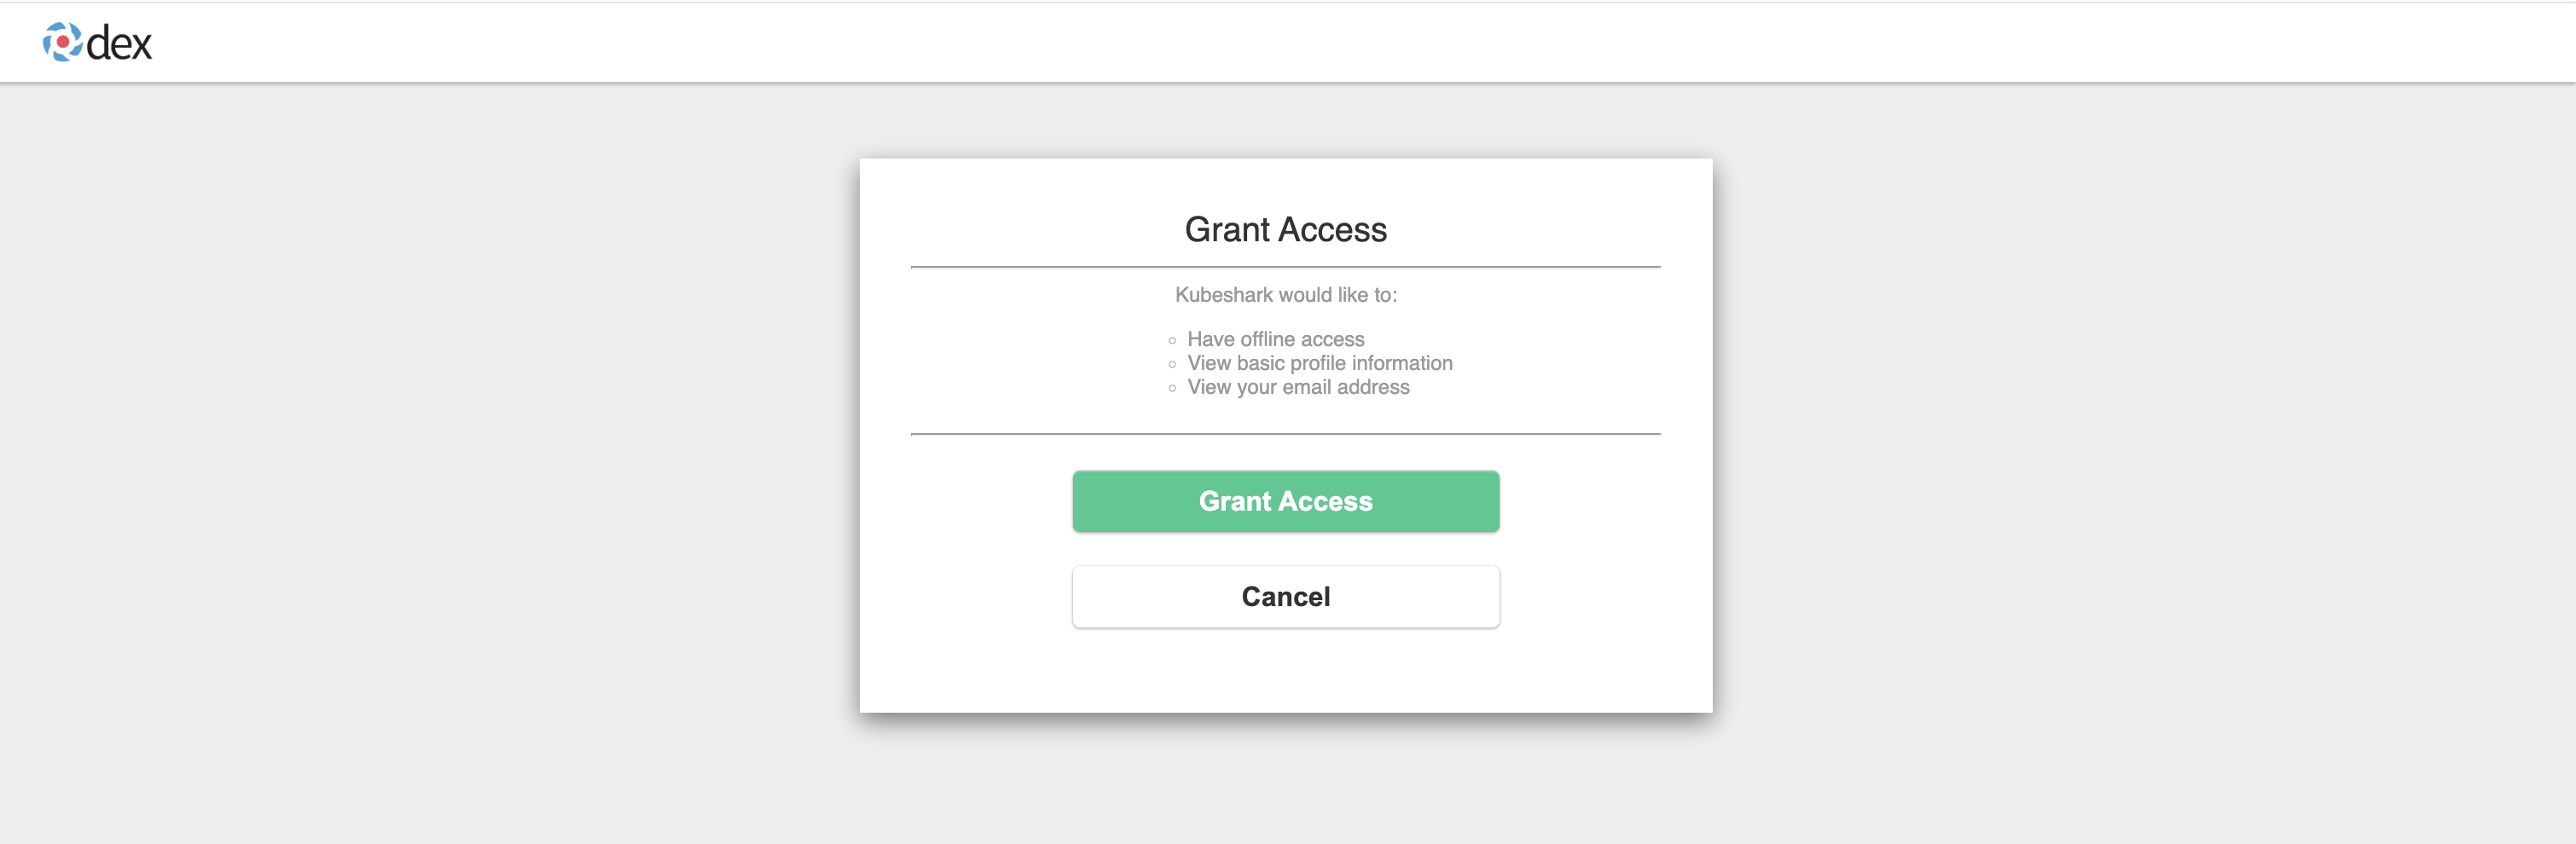 dex
Grant Access
Kubeshark would like to:
Have offline access
View basic profile information
View your email address
Grant Access
Cancel